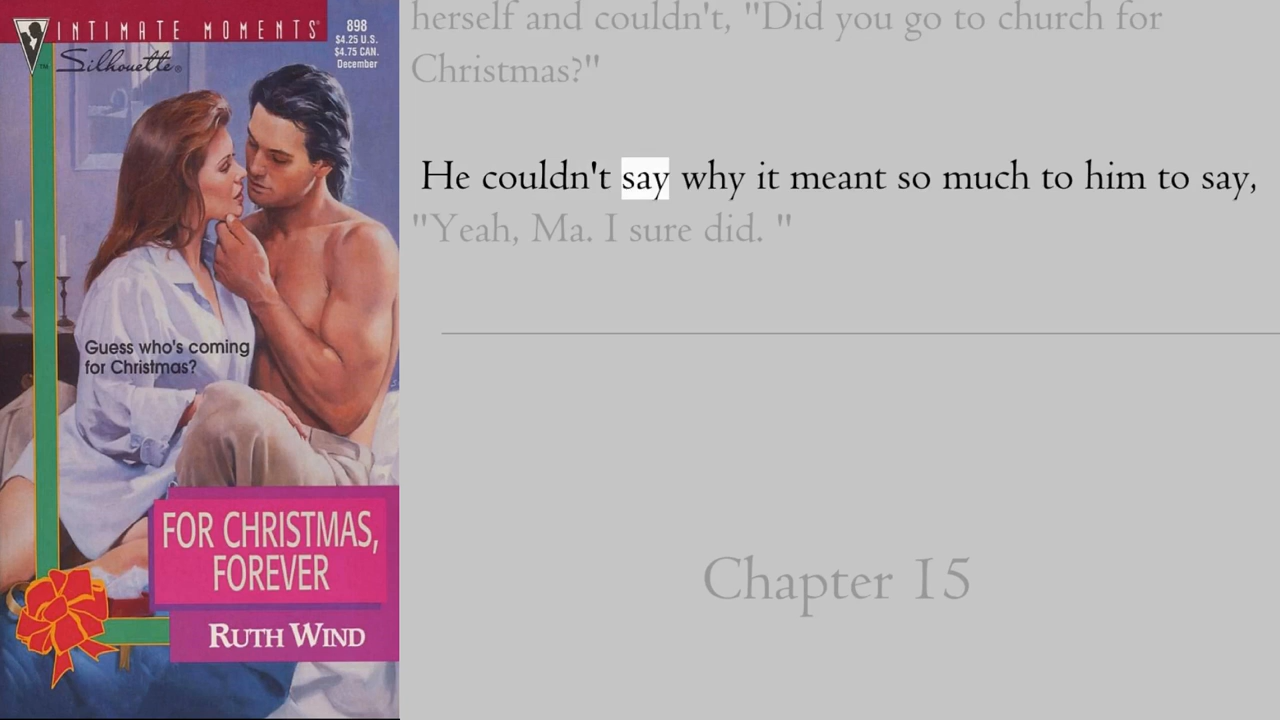 INTIMATE MOMENTS®
™
Silhouette®
898
$4.25 U.S.
$4.75 CAN.
December
Guess who's coming
for Christmas?
FOR CHRISTMAS,
FOREVER
RUTH WIND
herself and couldn't, "Did you go to church for
Christmas?"
He couldn't say why it meant so much to him to say,
"Yeah, Ma. I sure did. "
Chapter 15